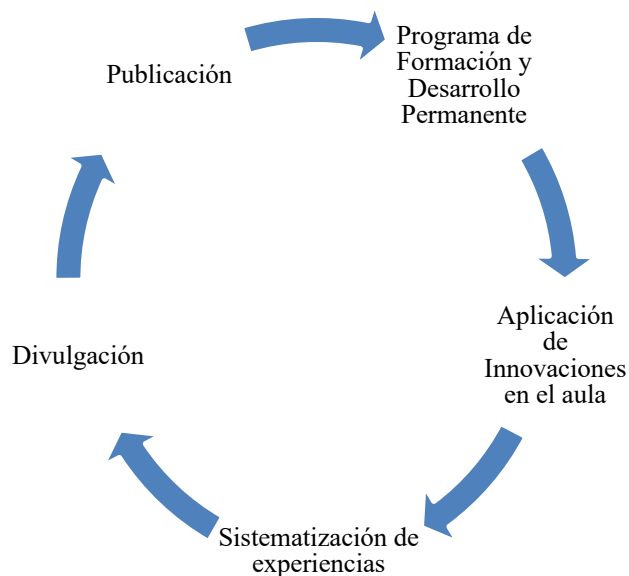 Programa de
Formación y
Desarrollo
Permanente
Aplicación
de
Innovaciones
en el aula
Sistematización de
experiencias
Divulgación
Publicación